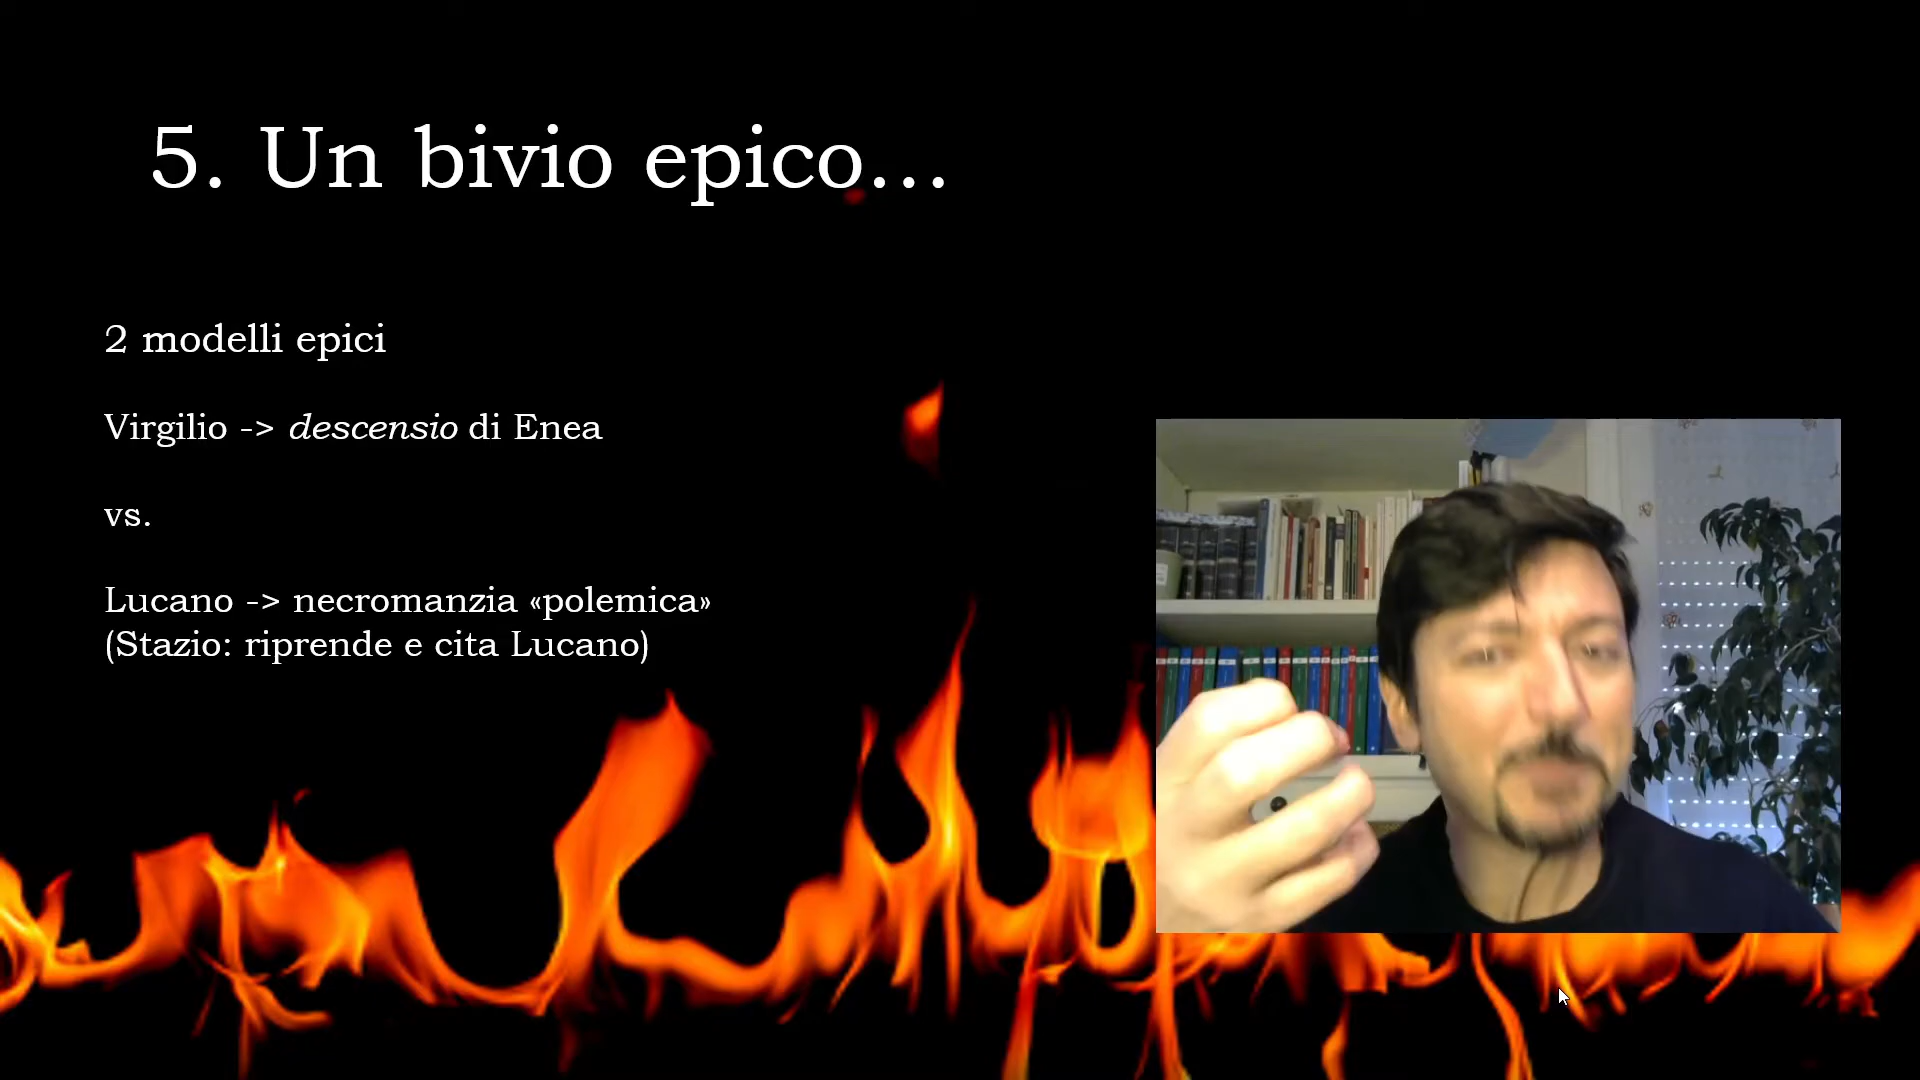 5. Un bivio epico...
2 modelli epici
Virgilio -> descensio di Enea
vs.
Lucano -> necromanzia «polemica»
(Stazio: riprende e cita Lucano)